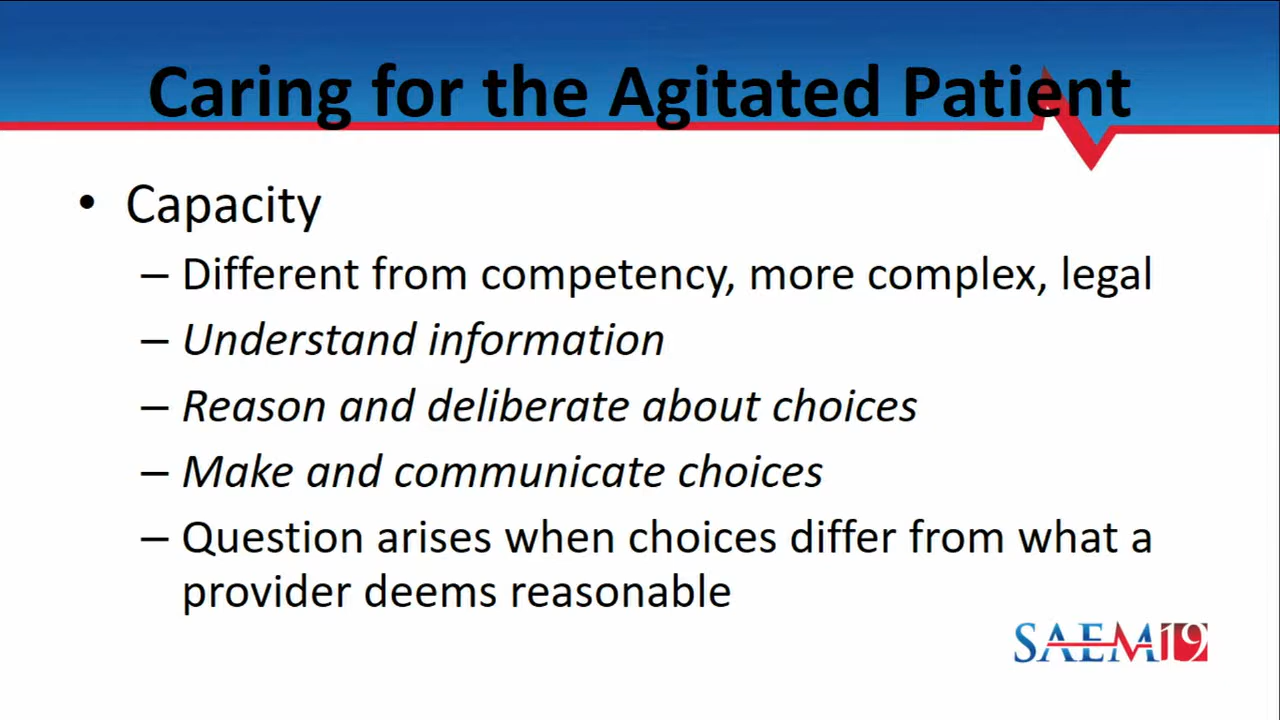 Caring for the Agitated Patient
• Capacity
– Different from competency, more complex, legal
– Understand information
– Reason and deliberate about choices
– Make and communicate choices
– Question arises when choices differ from what a
provider deems reasonable
SAEM19